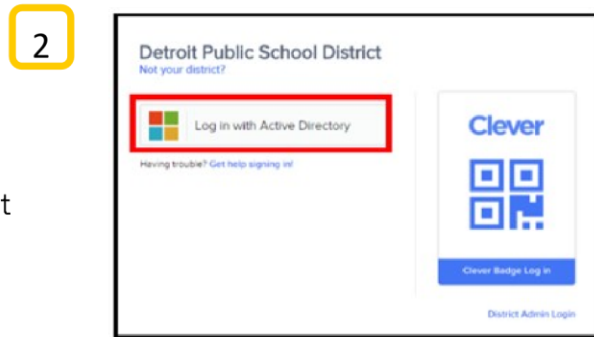 2
Detroit Public School District
Not your district?
Log in with Active Directory
Having trouble? Get help signing in!
t
Clever
Clever Badge Log in
District Admin Login